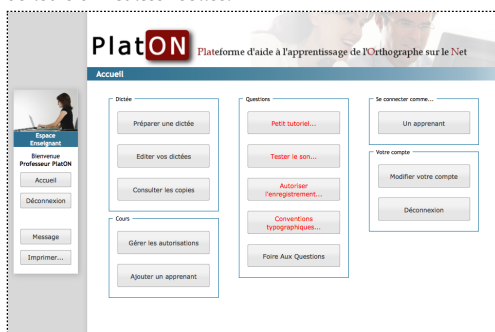 PlatON Plateforme d'aide à l'apprentissage de l'Orthographe sur le Net
Accueil
Espace
Enseignant
Bienvenue
Professeur PlatON
Accueil
Déconnexion
Message
Imprimer...
Dictée
Préparer une dictée
Editer vos dictées
Consulter les copies
Cours
Gérer les autorisations
Ajouter un apprenant
Questions
Petit tutoriel...
Tester le son...
Autoriser
l'enregistrement...
Conventions
typographiques...
Foire Aux Questions
Se connecter comme...
Un apprenant
Votre compte
Modifier votre compte
Déconnexion